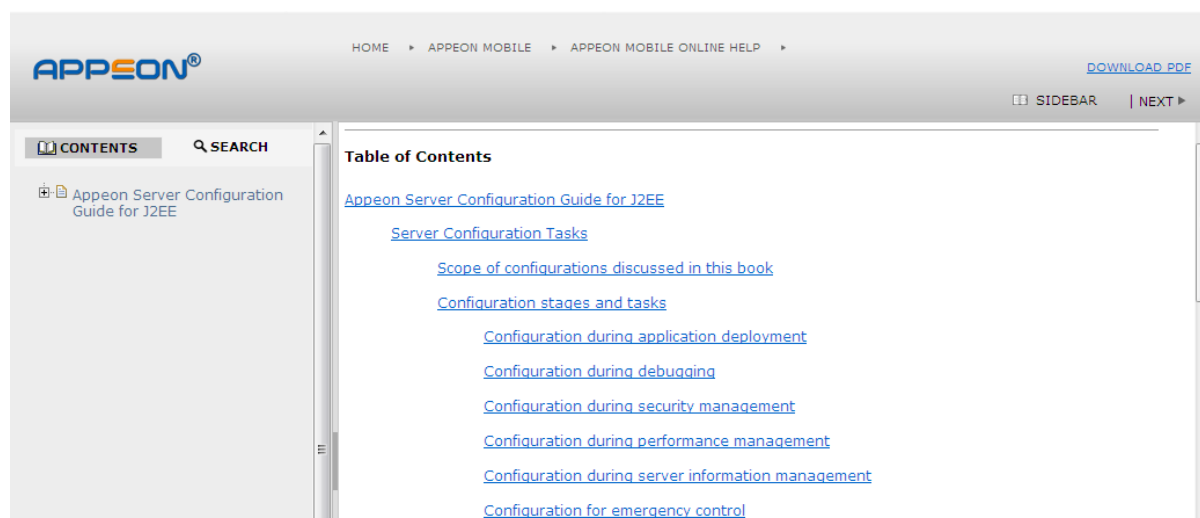 APPEON®
HOME ▸ APPEON MOBILE ▸ APPEON MOBILE ONLINE HELP ▸
DOWNLOAD PDF
SIDEBAR | NEXT ▸
CONTENTS SEARCH
Appeon Server Configuration
Guide for J2EE
Table of Contents
Appeon Server Configuration Guide for J2EE
Server Configuration Tasks
Scope of configurations discussed in this book
Configuration stages and tasks
Configuration during application deployment
Configuration during debugging
Configuration during security management
Configuration during performance management
Configuration during server information management
Configuration for emergency control